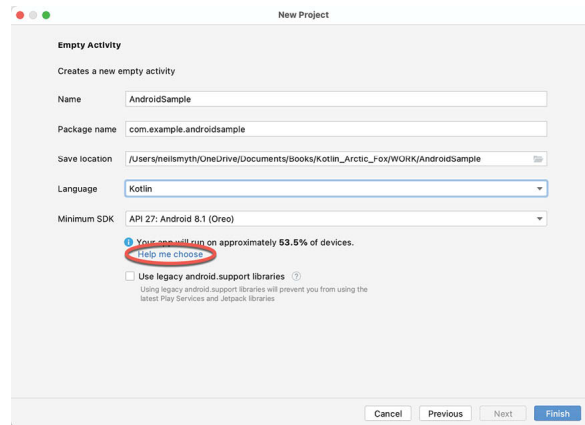 New Project
Empty Activity
Creates a new empty activity
Name AndroidSample
Package name com.example.androidsample
Save location /Users/neilsmyth/OneDrive/Documents/Books/Kotlin_Arctic_Fox/WORK/AndroidSample
Language Kotlin
Minimum SDK API 27: Android 8.1 (Oreo)
Your app will run on approximately 53.5% of devices.
Help me choose
Use legacy android.support libraries ?
Using legacy android.support libraries will prevent you from using the
latest Play Services and Jetpack libraries
Cancel Previous Next Finish